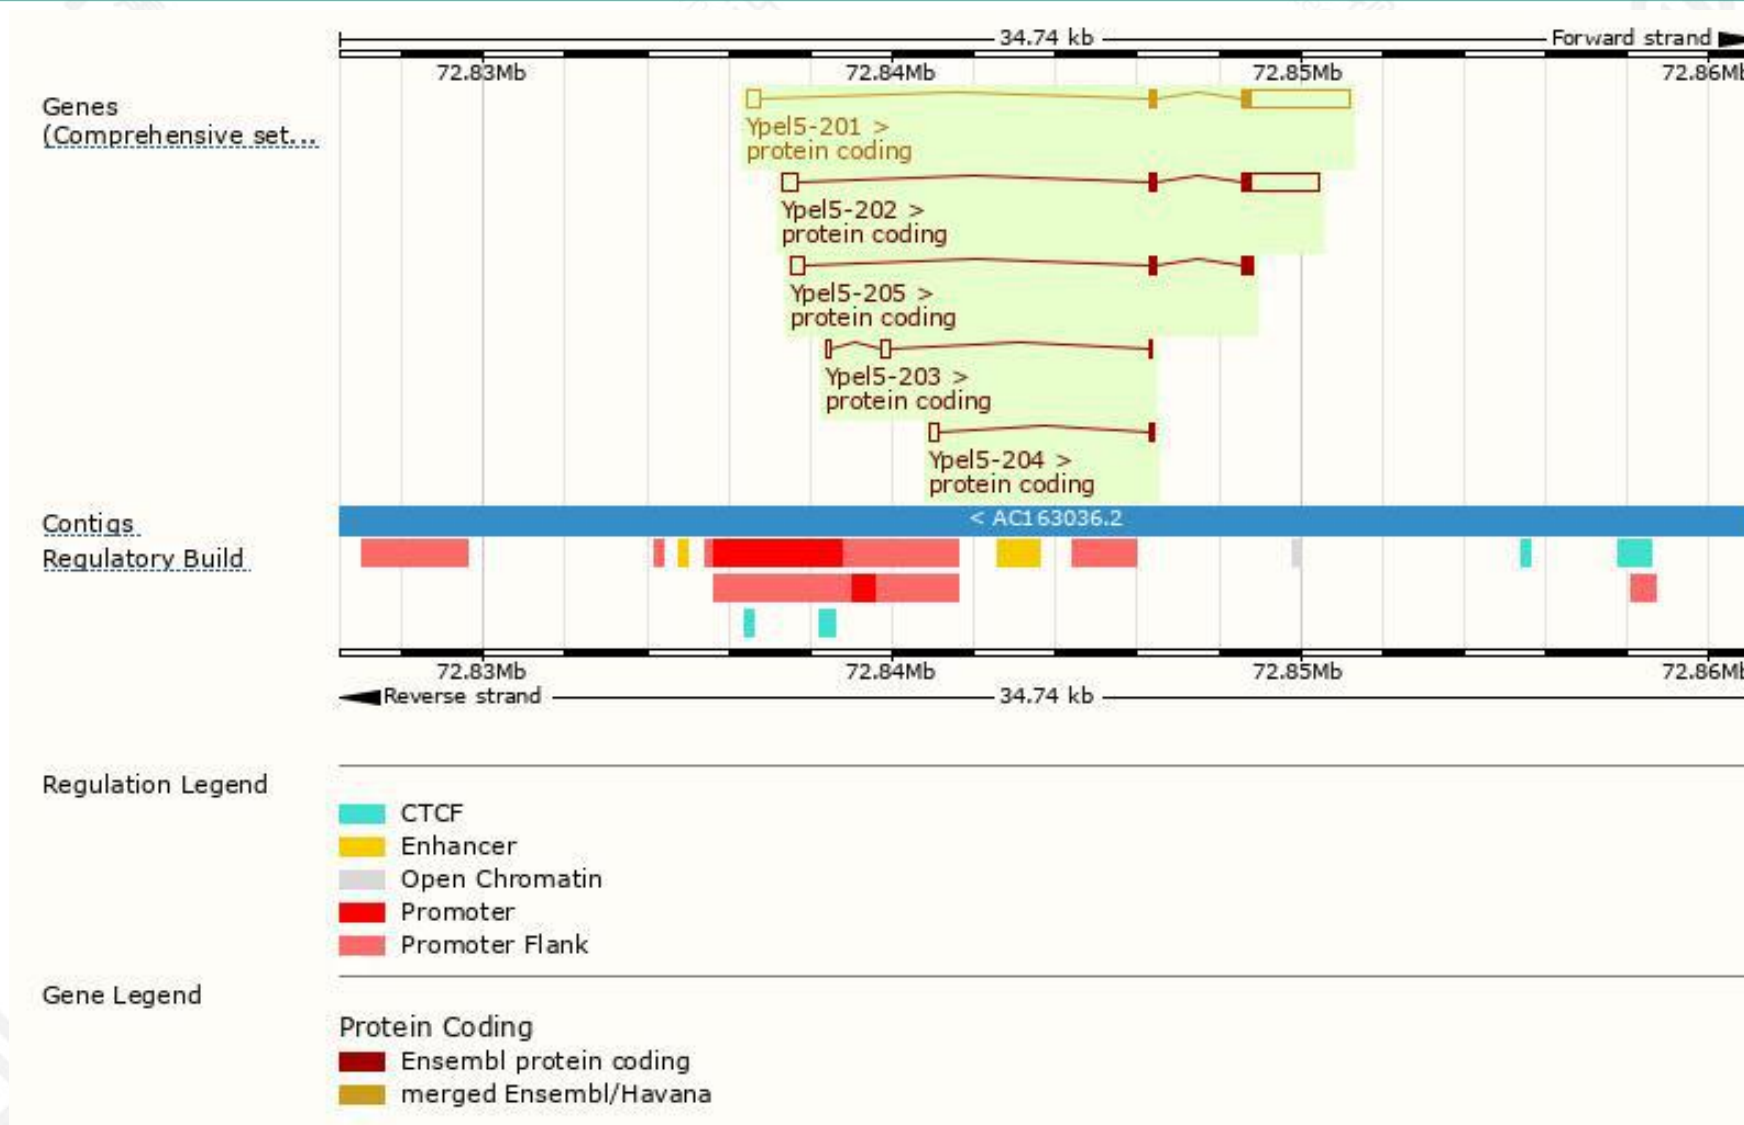 34.74 kb Forward strand
72.83Mb 72.84Mb 72.85Mb 72.86Mb
Genes
(Comprehensive set...
Ypel5-201 >
protein coding
Ypel5-202 >
protein coding
Ypel5-205 >
protein coding
Ypel5-203 >
protein coding
Ypel5-204 >
protein coding
Contigs < AC163036.2
Regulatory Build
72.83Mb 72.84Mb 72.85Mb 72.86Mb
Reverse strand 34.74 kb
Regulation Legend
CTCF
Enhancer
Open Chromatin
Promoter
Promoter Flank
Gene Legend
Protein Coding
Ensembl protein coding
merged Ensembl/Havana